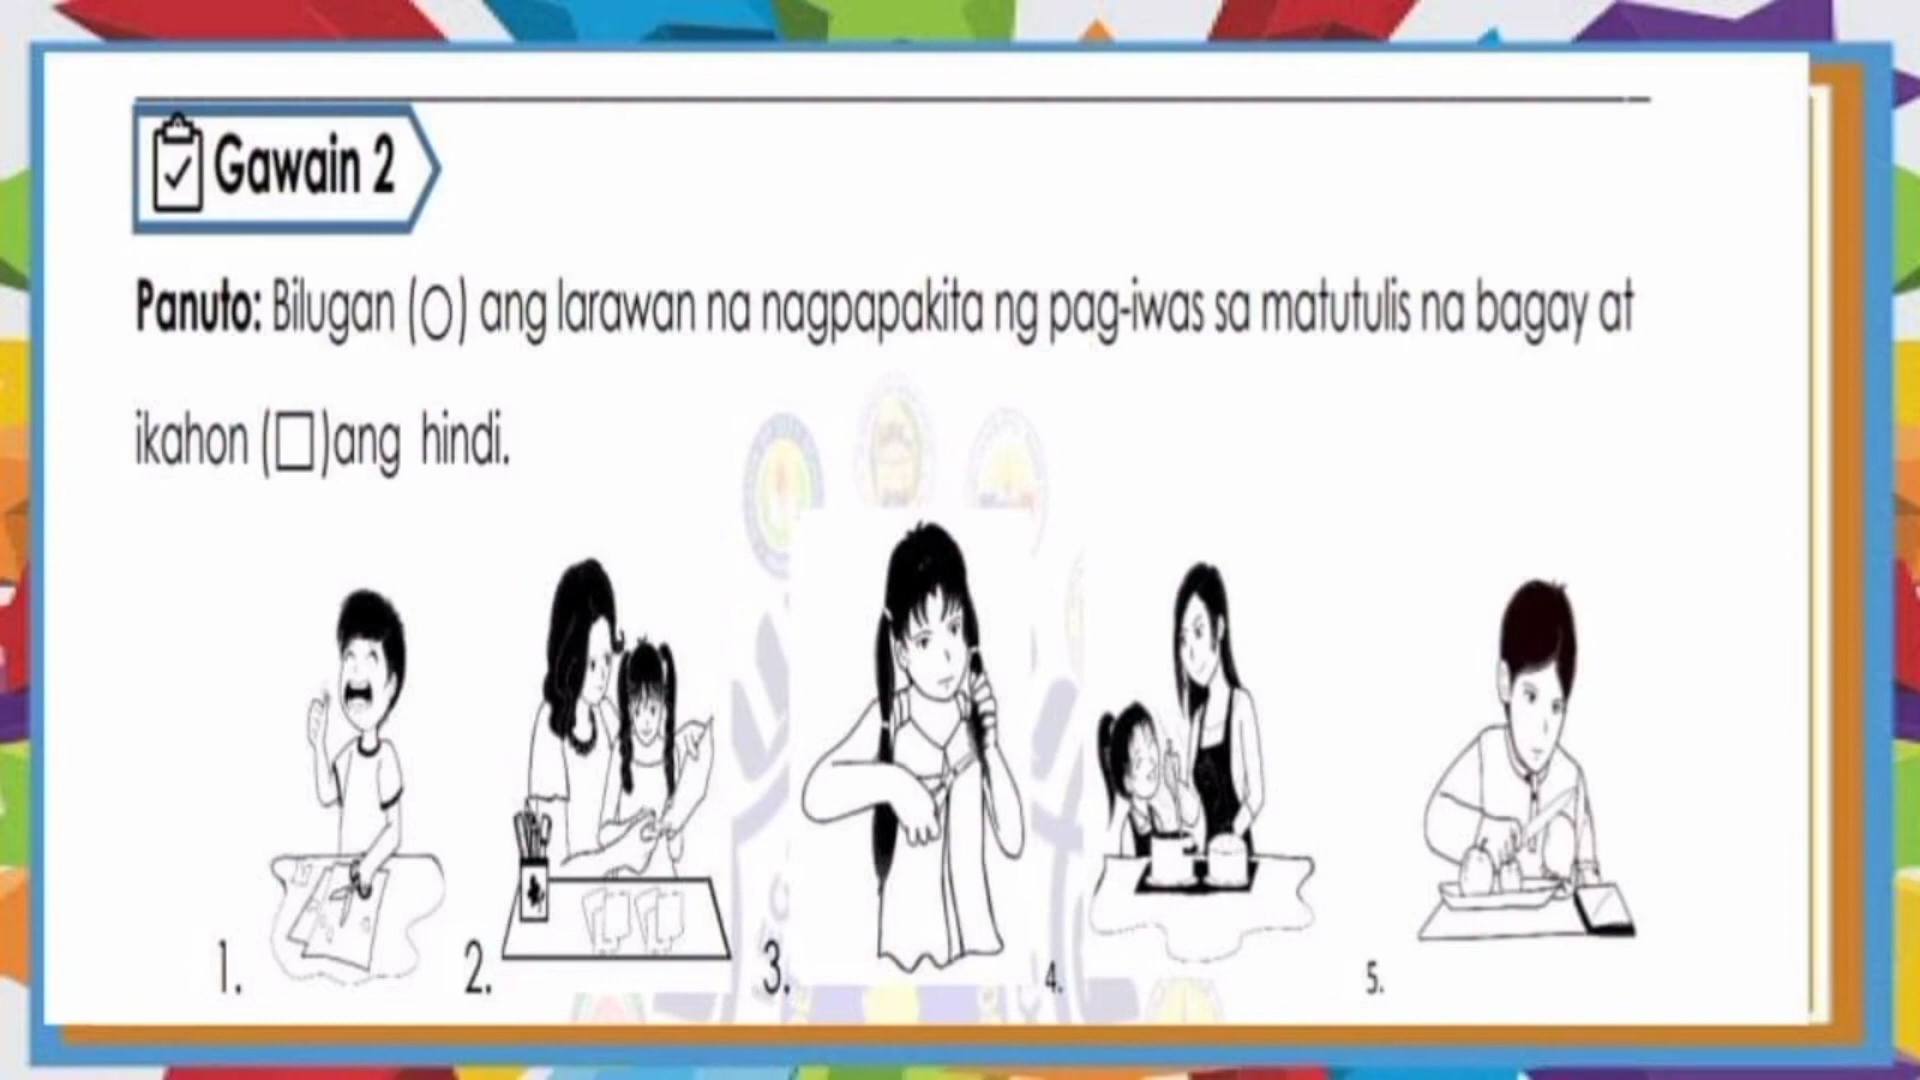 Gawain 2
Panuto: Bilugan (○) ang larawan na nagpapakita ng pag-iwas sa matutulis na bagay at
ikahon (□)ang hindi.
1.
2.
3.
4.
5.